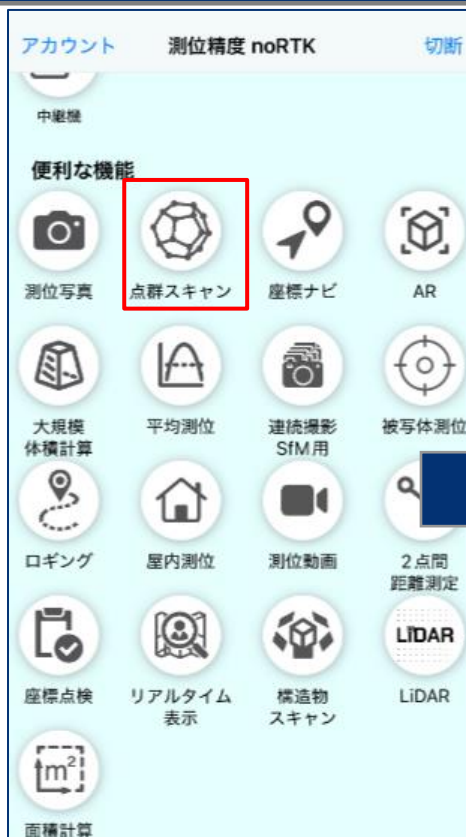 アカウント 測位精度 noRTK 切断
中継機
便利な機能
測位写真 点群スキャン 座標ナビ AR
大規模 平均測位 連続撮影 被写体測位
体積計算 SfM用
ロギング 屋内測位 測位動画 2点間
距離測定
LiDAR
座標点検 リアルタイム 構造物 LiDAR
表示 スキャン
m²
面積計算